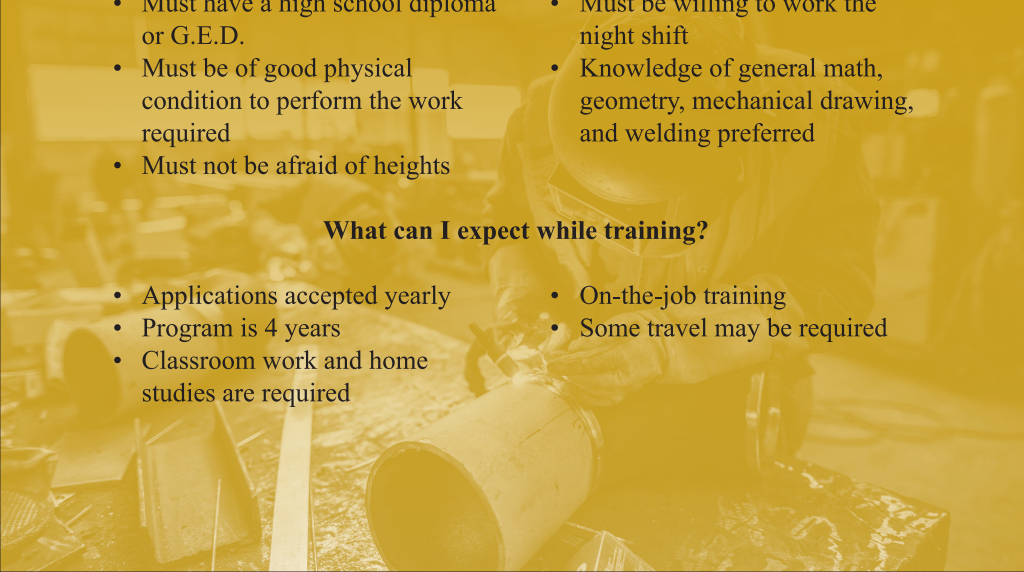 • Must have a high school diploma
or G.E.D.
• Must be of good physical
condition to perform the work
required
• Must not be afraid of heights
• Must be willing to work the
night shift
• Knowledge of general math,
geometry, mechanical drawing,
and welding preferred
What can I expect while training?
• Applications accepted yearly
• Program is 4 years
• Classroom work and home
studies are required
• On-the-job training
• Some travel may be required